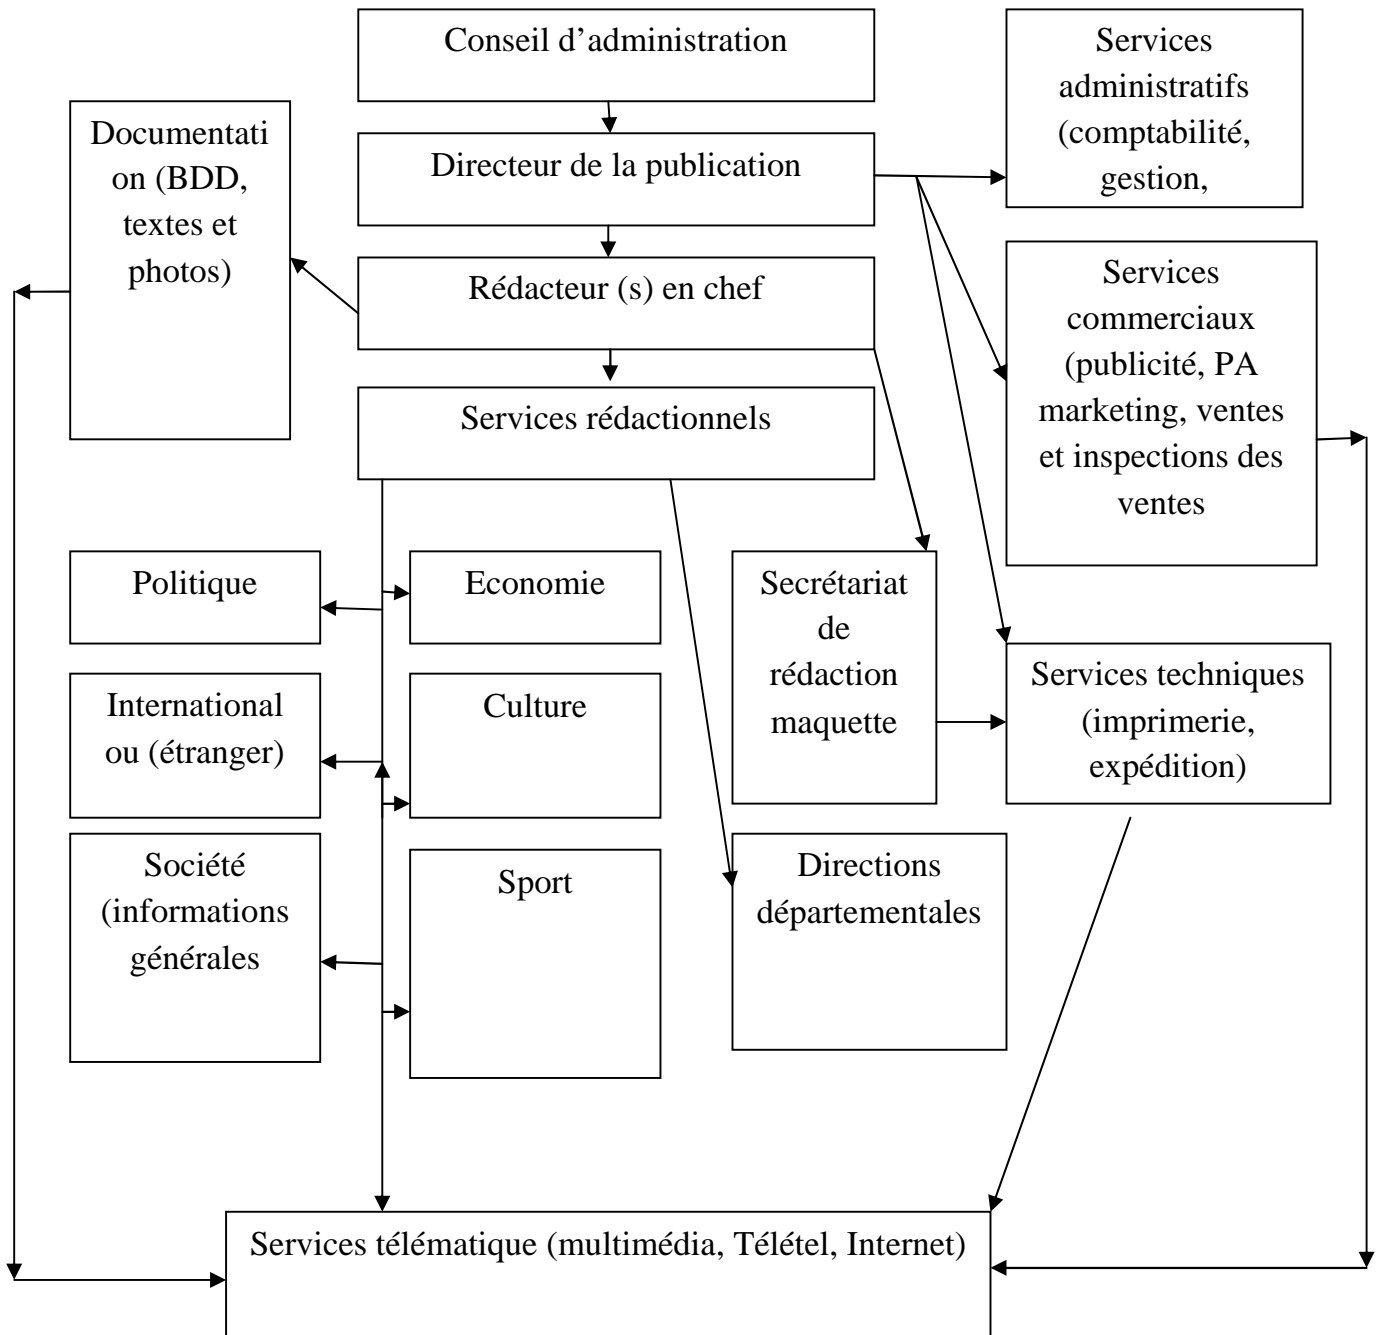 Conseil d’administration
Services
administratifs
(comptabilité,
gestion,
Documentati
on (BDD,
textes et
photos)
Directeur de la publication
Rédacteur (s) en chef
Services
commerciaux
(publicité, PA
marketing, ventes
et inspections des
ventes
Services rédactionnels
Politique
Economie
Secrétariat
de
rédaction
maquette
Services techniques
(imprimerie,
expédition)
International
ou (étranger)
Culture
Société
(informations
générales
Sport
Directions
départementales
Services télématique (multimédia, Télétel, Internet)